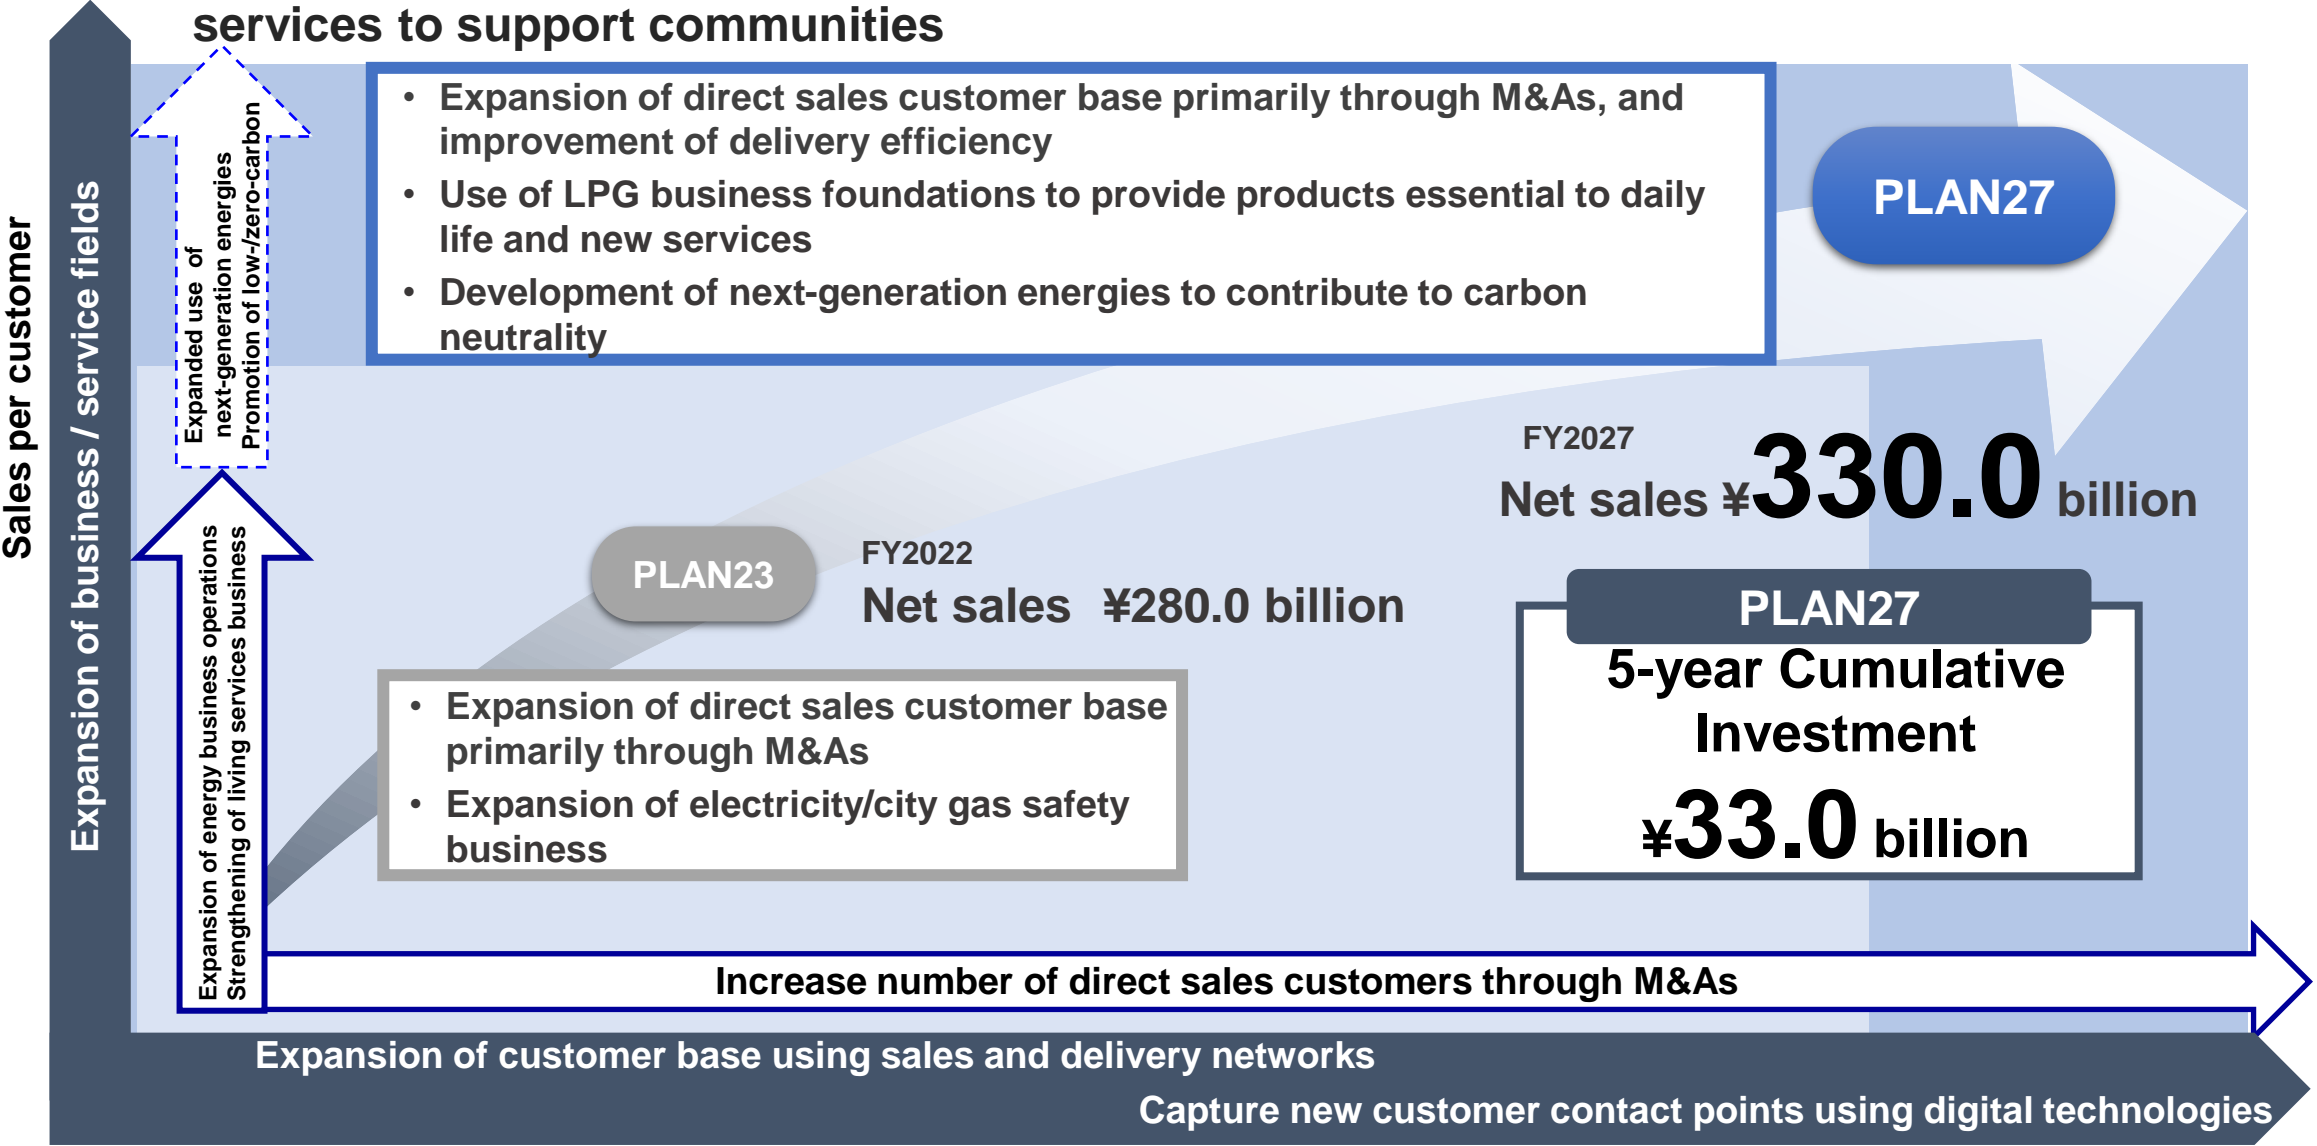 services to support communities
• Expansion of direct sales customer base primarily through M&As, and
improvement of delivery efficiency
• Use of LPG business foundations to provide products essential to daily
life and new services
• Development of next-generation energies to contribute to carbon
neutrality
PLAN27
Sales per customer
Expansion of business / service fields
Expanded use of
next-generation energies
Promotion of low-/zero-carbon
FY2027
Net sales ¥330.0 billion
PLAN23
FY2022
Net sales ¥280.0 billion
Expansion of energy business operations
Strengthening of living services business
• Expansion of direct sales customer base
primarily through M&As
• Expansion of electricity/city gas safety
business
PLAN27
5-year Cumulative
Investment
¥33.0 billion
Increase number of direct sales customers through M&As
Expansion of customer base using sales and delivery networks
Capture new customer contact points using digital technologies